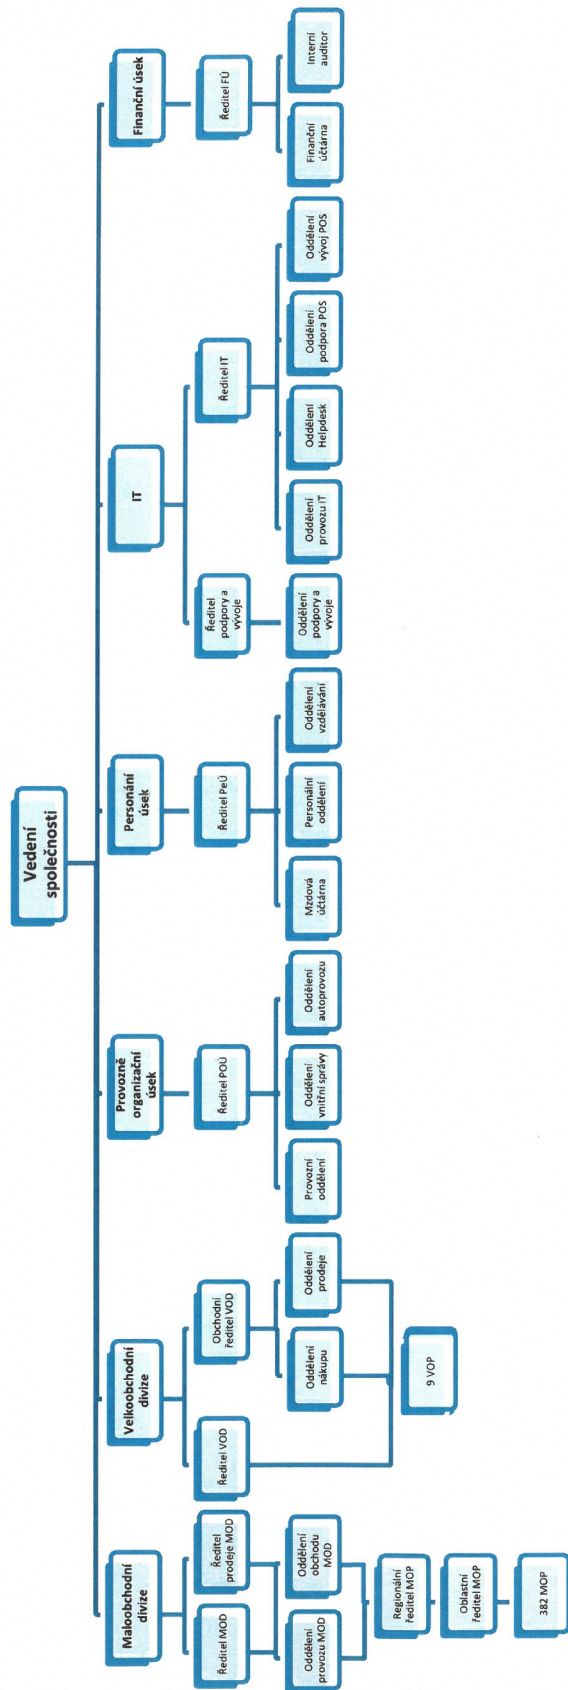 Vedení
společnosti
Maloobchodní
divize
Velkoobchodní
divize
Provozně
organizační
úsek
Personání
úsek
IT
Finanční úsek
Ředitel MOD
Ředitel
prodeje MOD
Ředitel VOD
Obchodní
ředitel VOD
Ředitel POÚ
Ředitel PeÚ
Ředitel
podpory a
vývoje
Ředitel IT
Ředitel FÚ
Oddělení
provozu MOD
Oddělení
obchodu
MOD
Oddělení
nákupu
Oddělení
prodeje
Provozní
oddělení
Oddělení
vnitřní správy
Oddělení
autoprovozu
Mzdová
účtárna
Personální
oddělení
Oddělení
vzdělávání
Oddělení
podpory a
vývoje
Oddělení
provozu IT
Oddělení
Helpdesk
Oddělení
podpora POS
Oddělení
vývoj POS
Finanční
účtárna
Interní
auditor
Regionální
ředitel MOP
9 VOP
Oblastní
ředitel MOP
382 MOP